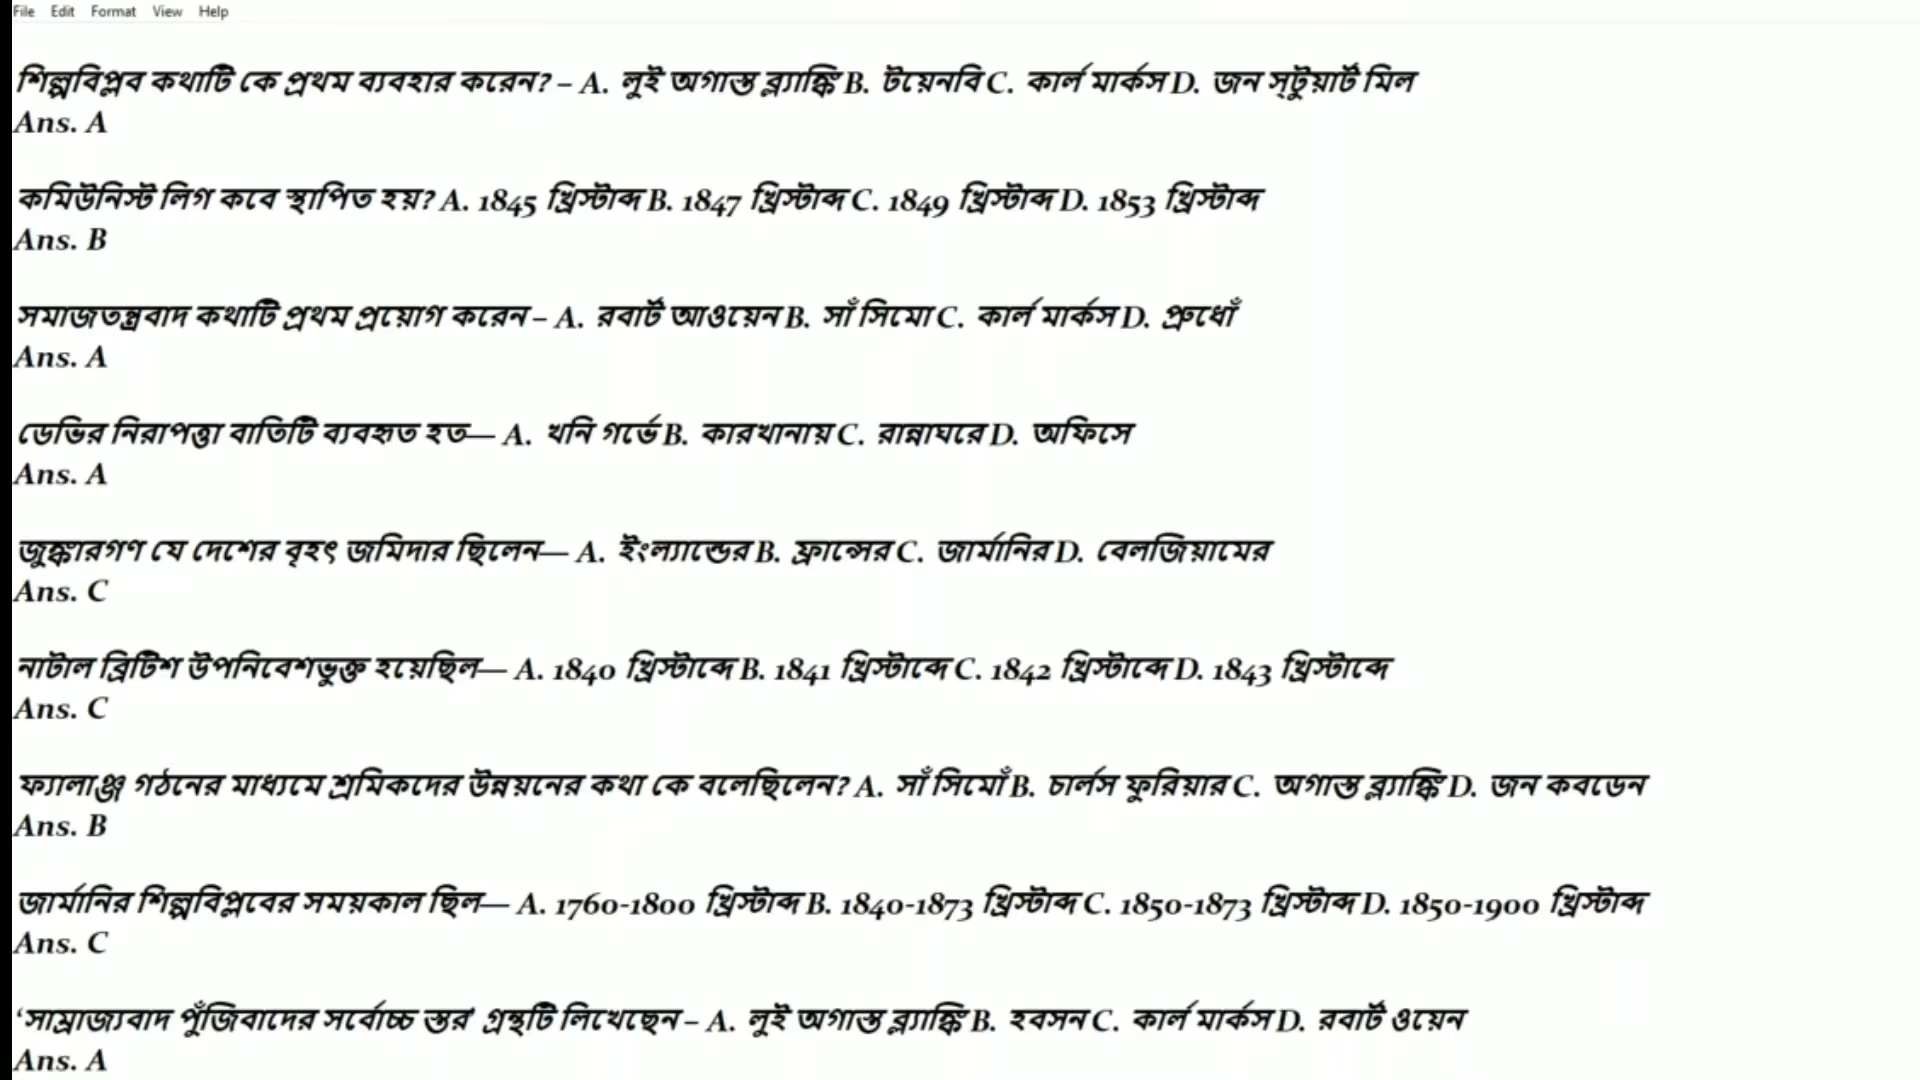 File Edit Format View Help
শিল্পবিপ্লব কথাটি কে প্রথম ব্যবহার করেন? – A. লুই অগাস্ত ব্ল্যাঙ্কি B. টয়েনবি C. কার্ল মার্কস D. জন স্টুয়ার্ট মিল
Ans. A
কমিউনিস্ট লিগ কবে স্থাপিত হয়? A. 1845 খ্রিস্টাব্দ B. 1847 খ্রিস্টাব্দ C. 1849 খ্রিস্টাব্দ D. 1853 খ্রিস্টাব্দ
Ans. B
সমাজতন্ত্রবাদ কথাটি প্রথম প্রয়োগ করেন – A. রবার্ট আওয়েন B. সাঁ সিমো C. কার্ল মার্কস D. প্রুধোঁ
Ans. A
ডেভির নিরাপত্তা বাতিটি ব্যবহৃত হত— A. খনি গর্ভে B. কারখানায় C. রান্নাঘরে D. অফিসে
Ans. A
জুঙ্কারগণ যে দেশের বৃহৎ জমিদার ছিলেন— A. ইংল্যান্ডের B. ফ্রান্সের C. জার্মানির D. বেলজিয়ামের
Ans. C
নাটাল ব্রিটিশ উপনিবেশভুক্ত হয়েছিল— A. 1840 খ্রিস্টাব্দে B. 1841 খ্রিস্টাব্দে C. 1842 খ্রিস্টাব্দে D. 1843 খ্রিস্টাব্দে
Ans. C
ফ্যালাঞ্জ গঠনের মাধ্যমে শ্রমিকদের উন্নয়নের কথা কে বলেছিলেন? A. সাঁ সিমোঁ B. চার্লস ফুরিয়ার C. অগাস্ত ব্ল্যাঙ্কি D. জন কবডেন
Ans. B
জার্মানির শিল্পবিপ্লবের সময়কাল ছিল— A. 1760-1800 খ্রিস্টাব্দ B. 1840-1873 খ্রিস্টাব্দ C. 1850-1873 খ্রিস্টাব্দ D. 1850-1900 খ্রিস্টাব্দ
Ans. C
‘সাম্রাজ্যবাদ পুঁজিবাদের সর্বোচ্চ স্তর’ গ্রন্থটি লিখেছেন – A. লুই অগাস্ত ব্ল্যাঙ্কি B. হবসন C. কার্ল মার্কস D. রবার্ট ওয়েন
Ans. A